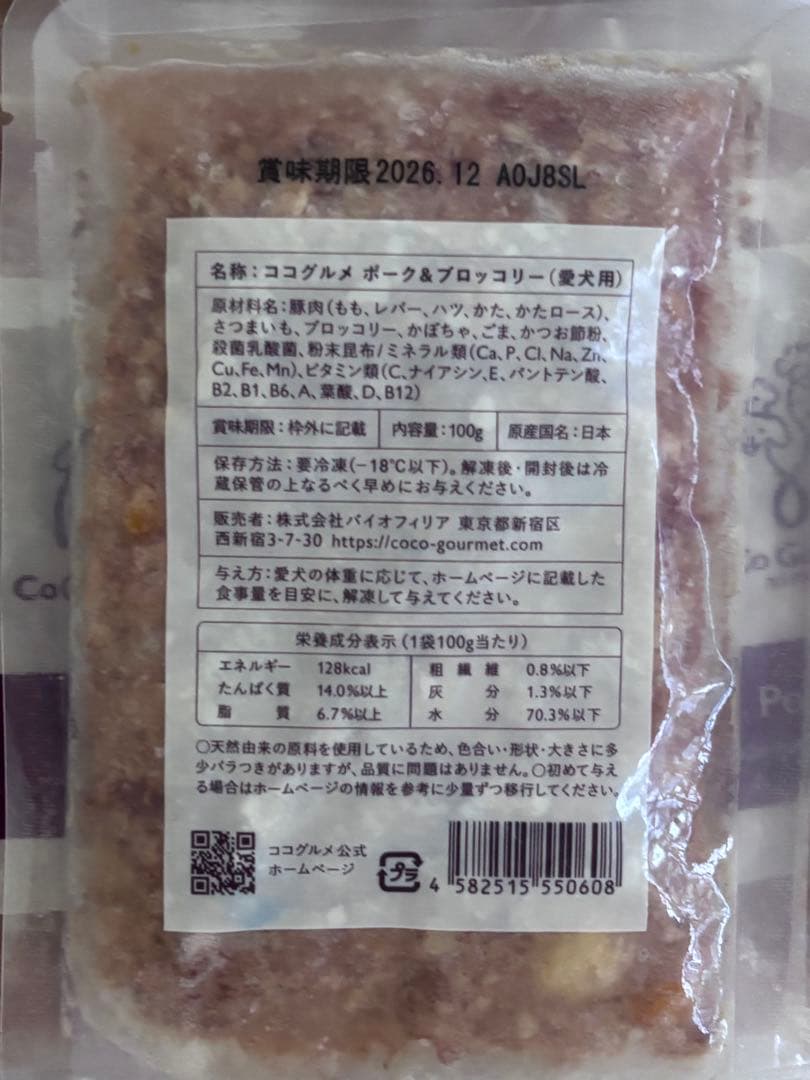 賞味期限2026.12 A0J8SL
名称：ココグルメ ポーク&ブロッコリー（愛犬用）
原材料名：豚肉（もも、レバー、ハツ、かた、かたロース）、
さつまいも、ブロッコリー、かぼちゃ、ごま、かつお節粉、
殺菌乳酸菌、粉末昆布/ミネラル類（Ca、P、Cl、Na、Zn、
Cu、Fe、Mn）、ビタミン類（C、ナイアシン、E、パントテン酸、
B2、B1、B6、A、葉酸、D、B12）
賞味期限：枠外に記載 内容量：100g 原産国名：日本
保存方法：要冷凍（−18℃以下）。解凍後・開封後は冷
蔵保管の上なるべく早めにお与えください。
販売者：株式会社バイオフィリア 東京都新宿区
西新宿3-7-30 https://coco-gourmet.com
与え方：愛犬の体重に応じて、ホームページに記載した
食事量を目安に、解凍して与えてください。
栄養成分表示（1袋100g当たり）
エネルギー 128kcal 粗繊維 0.8%以下
たんぱく質 14.0%以上 灰分 1.3%以下
脂質 6.7%以上 水分 70.3%以下
○天然由来の原料を使用しているため、色合い・形状・大きさに多
少バラつきがありますが、品質に問題はありません。○初めて与え
る場合はホームページの情報を参考に少量ずつ移行してください。
ココグルメ公式
ホームページ
プラ
4 582515 550608